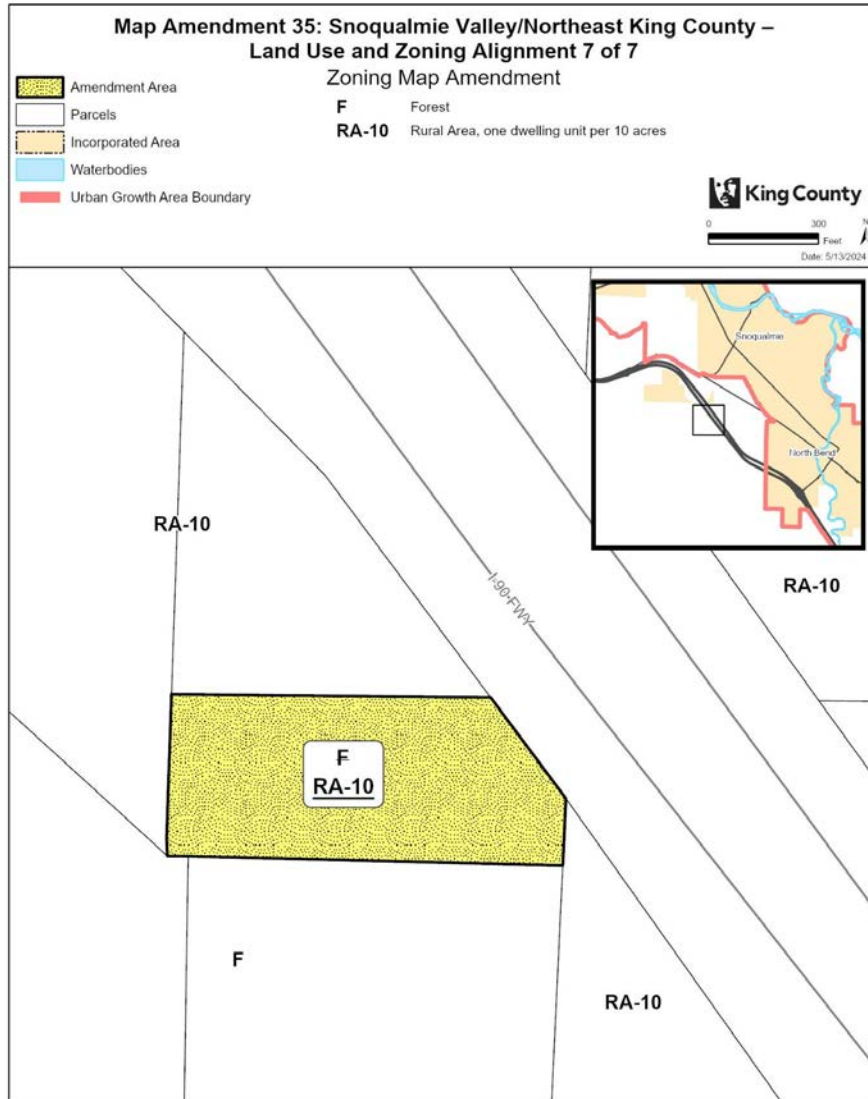 Map Amendment 35: Snoqualmie Valley/Northeast King County –
Land Use and Zoning Alignment 7 of 7
Zoning Map Amendment
Amendment Area
Parcels
Incorporated Area
Waterbodies
Urban Growth Area Boundary
F Forest
RA-10 Rural Area, one dwelling unit per 10 acres
King County
0 300
Feet
N
Date: 5/13/2024
Snoqualmie
North Bend
RA-10
I-90 FWY
RA-10
F
RA-10
F
RA-10